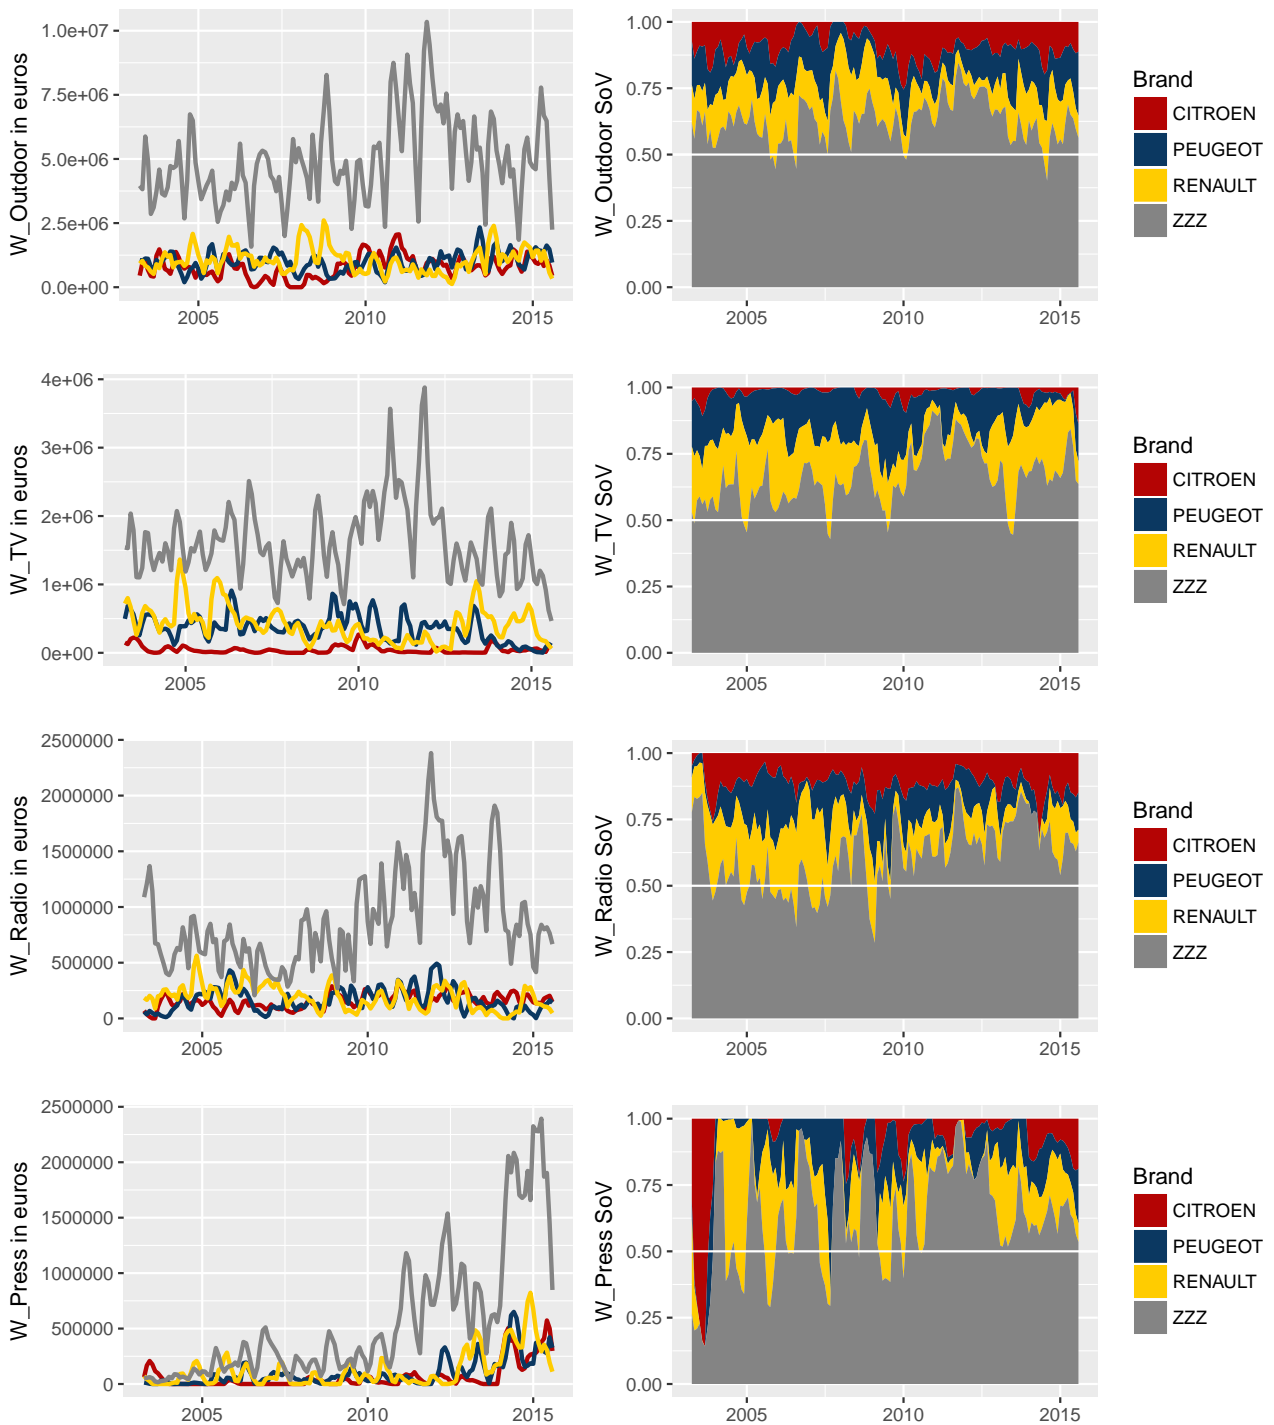 W_Outdoor in euros
1.0e+07
7.5e+06
5.0e+06
2.5e+06
0.0e+00
2005 2010 2015
W_Outdoor SoV
1.00
0.75
0.50
0.25
0.00
2005 2010 2015
Brand
CITROEN
PEUGEOT
RENAULT
ZZZ
W_TV in euros
4e+06
3e+06
2e+06
1e+06
0e+00
2005 2010 2015
W_TV SoV
1.00
0.75
0.50
0.25
0.00
2005 2010 2015
Brand
CITROEN
PEUGEOT
RENAULT
ZZZ
W_Radio in euros
2500000
2000000
1500000
1000000
500000
0
2005 2010 2015
W_Radio SoV
1.00
0.75
0.50
0.25
0.00
2005 2010 2015
Brand
CITROEN
PEUGEOT
RENAULT
ZZZ
W_Press in euros
2500000
2000000
1500000
1000000
500000
0
2005 2010 2015
W_Press SoV
1.00
0.75
0.50
0.25
0.00
2005 2010 2015
Brand
CITROEN
PEUGEOT
RENAULT
ZZZ